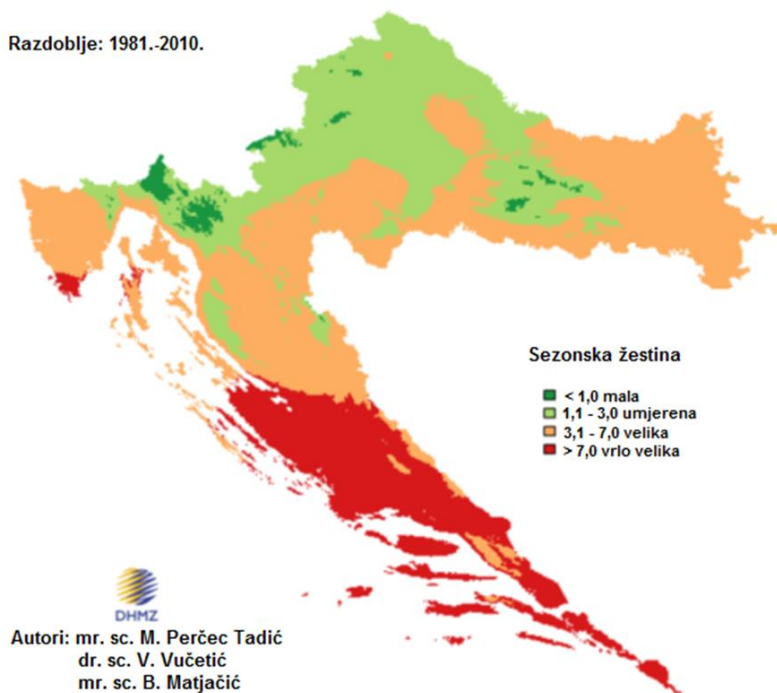 Razdoblje: 1981.-2010.
Sezonska žestina
< 1,0 mala
1,1 - 3,0 umjerena
3,1 - 7,0 velika
> 7,0 vrlo velika
DHMZ
Autori: mr. sc. M. Perčec Tadić
dr. sc. V. Vučetić
mr. sc. B. Matjačić